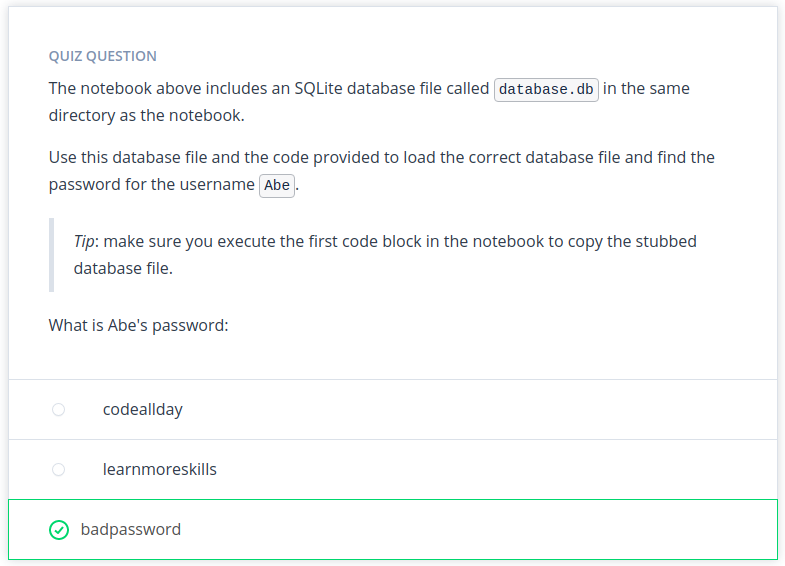 QUIZ QUESTION
The notebook above includes an SQLite database file called database.db in the same
directory as the notebook.
Use this database file and the code provided to load the correct database file and find the
password for the username Abe.
Tip: make sure you execute the first code block in the notebook to copy the stubbed
database file.
What is Abe's password:
codeallday
learnmoreskills
badpassword